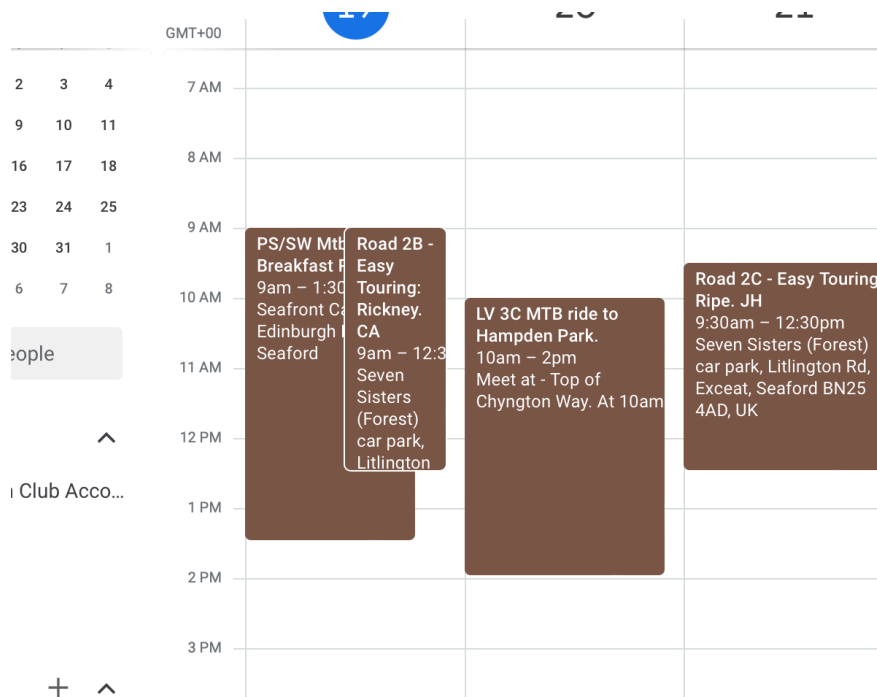 19 20 21
GMT+00
2 3 4
9 10 11
16 17 18
23 24 25
30 31 1
6 7 8
Club Acco...
7 AM
8 AM
9 AM
10 AM
11 AM
12 PM
1 PM
2 PM
3 PM
PS/SW Mtb
Breakfast
9am – 1:30
Seafront
Edinburgh
Seaford
Road 2B -
Easy
Touring:
Rickney.
CA
9am – 12:3
Seven
Sisters
(Forest)
car park,
Litlington
LV 3C MTB ride to
Hampden Park.
10am – 2pm
Meet at - Top of
Chyngton Way. At 10am
Road 2C - Easy Touring
Ripe. JH
9:30am – 12:30pm
Seven Sisters (Forest)
car park, Litlington Rd,
Exceat, Seaford BN25
4AD, UK